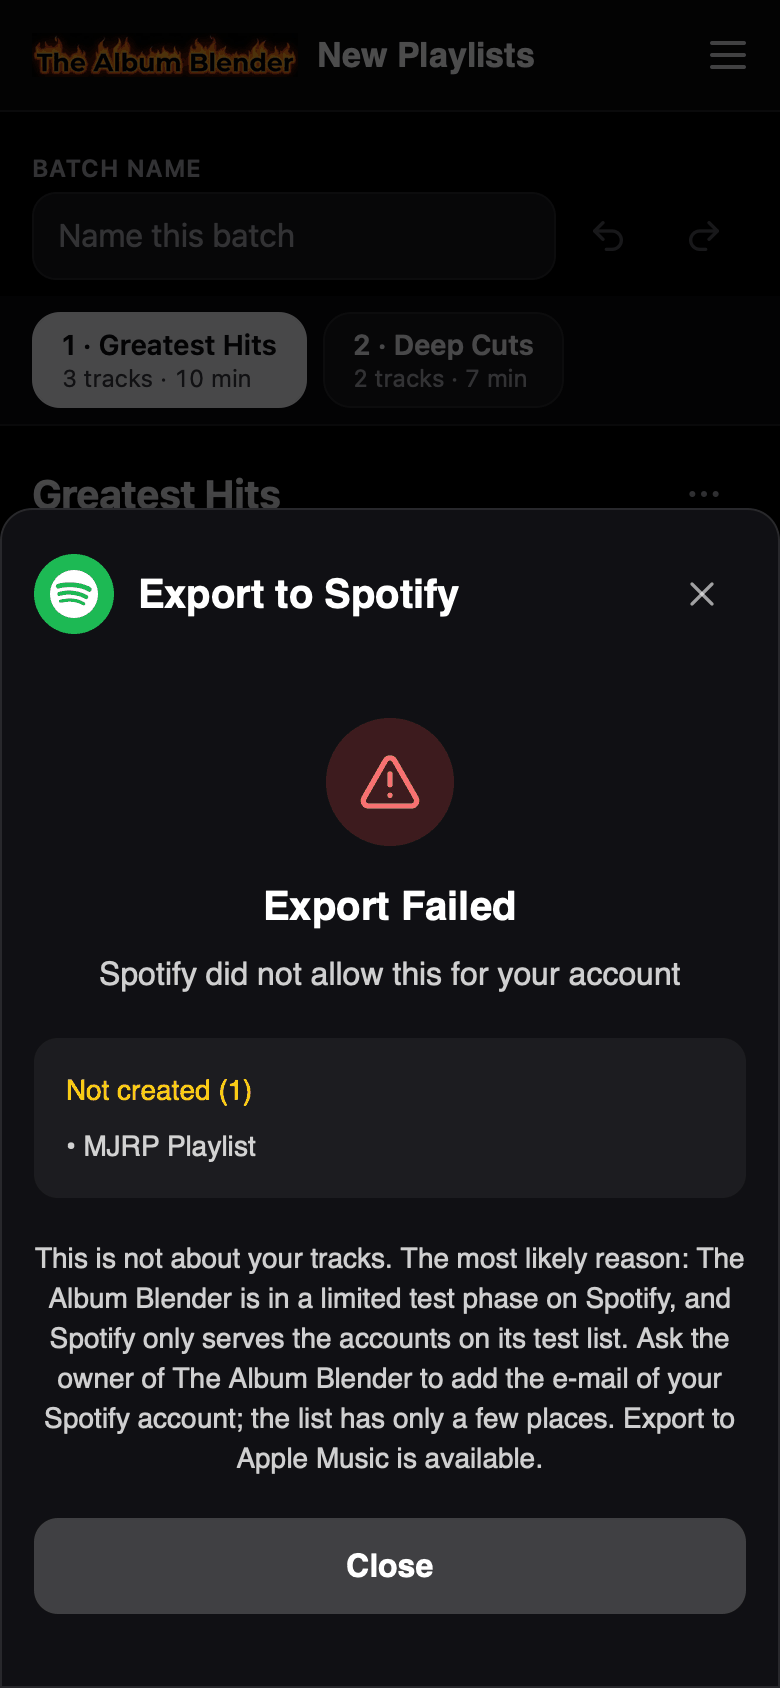 The Album Blender New Playlists
BATCH NAME
Name this batch
1 · Greatest Hits
3 tracks · 10 min
2 · Deep Cuts
2 tracks · 7 min
Greatest Hits
Export to Spotify
Export Failed
Spotify did not allow this for your account
Not created (1)
• MJRP Playlist
This is not about your tracks. The most likely reason: The
Album Blender is in a limited test phase on Spotify, and
Spotify only serves the accounts on its test list. Ask the
owner of The Album Blender to add the e-mail of your
Spotify account; the list has only a few places. Export to
Apple Music is available.
Close